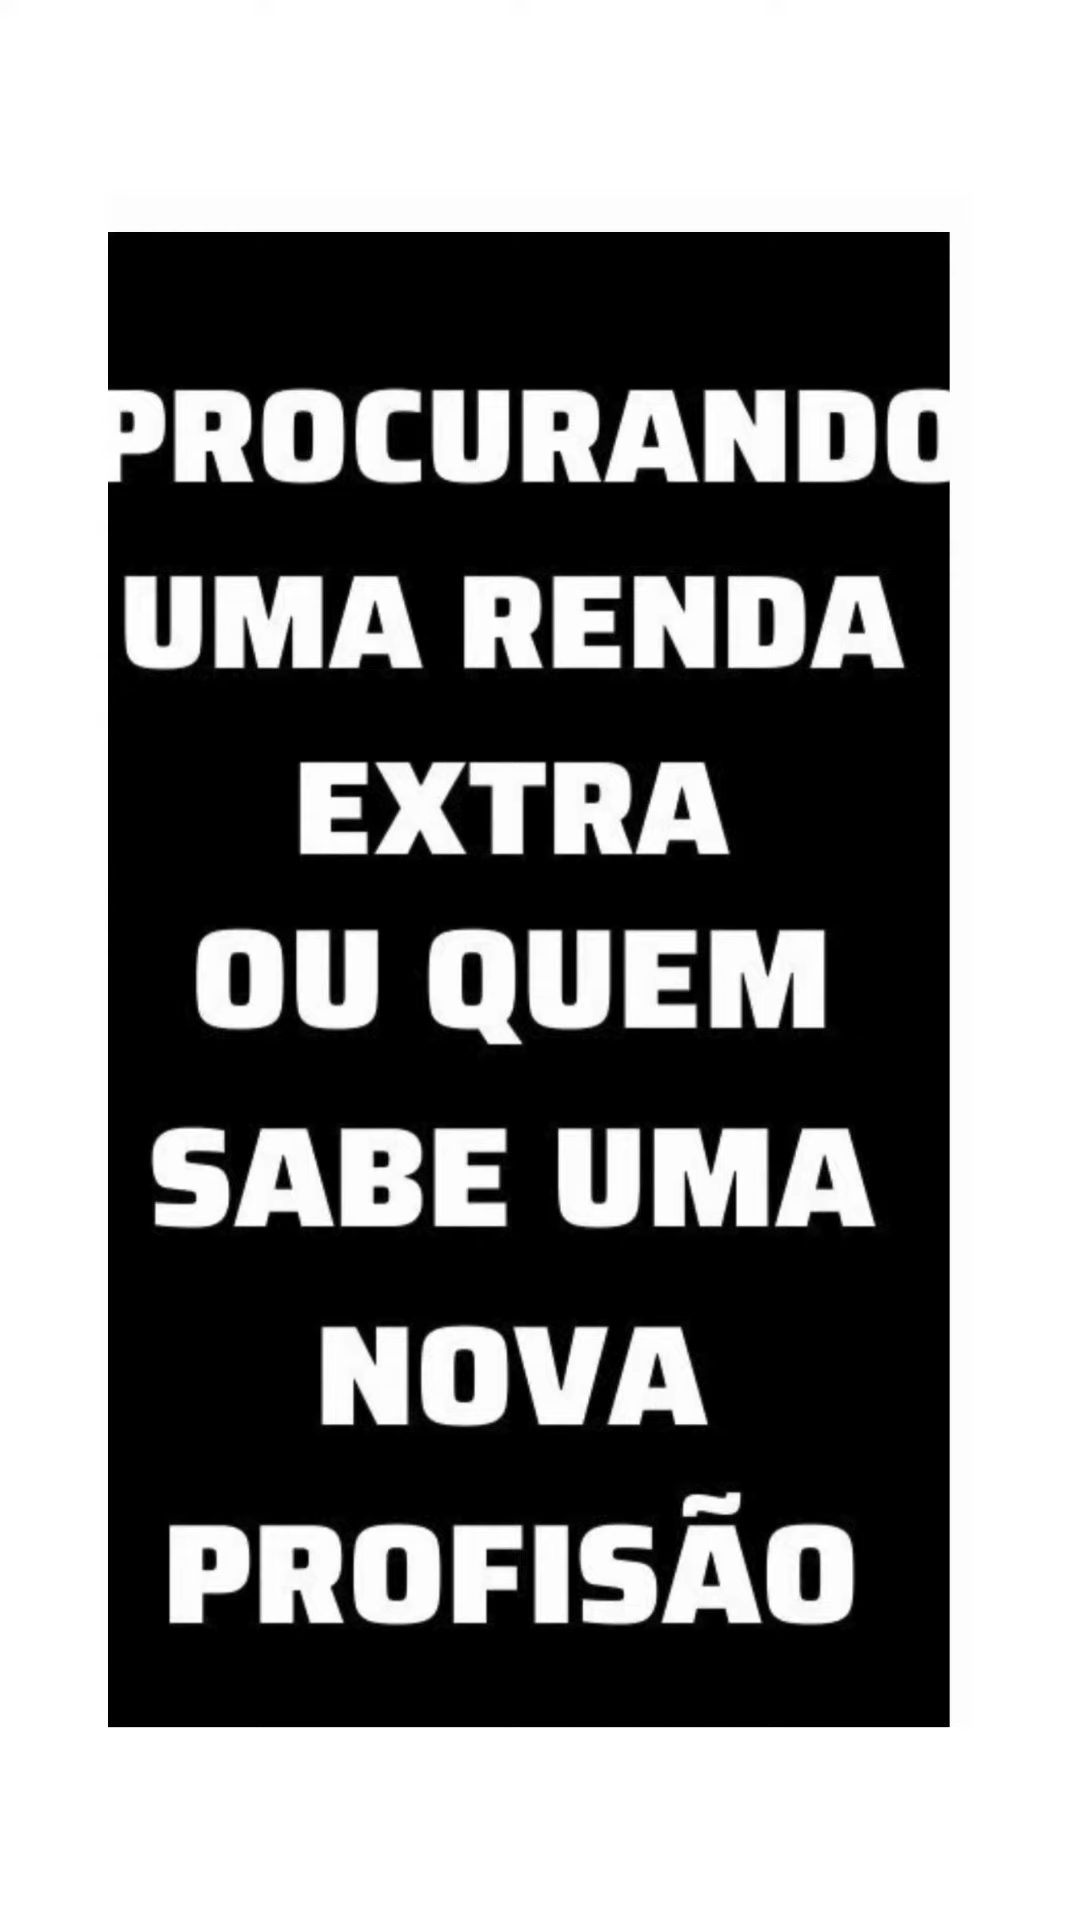 PROCURANDO
UMA RENDA
EXTRA
OU QUEM
SABE UMA
NOVA
PROFISÃO